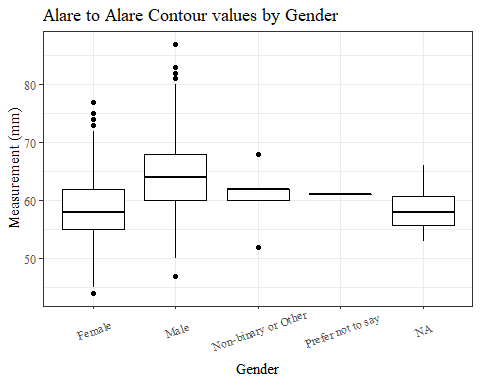 Alare to Alare Contour values by Gender
Measurement (mm)
80
70
60
50
Female
Male
Non-binary or Other
Prefer not to say
NA
Gender